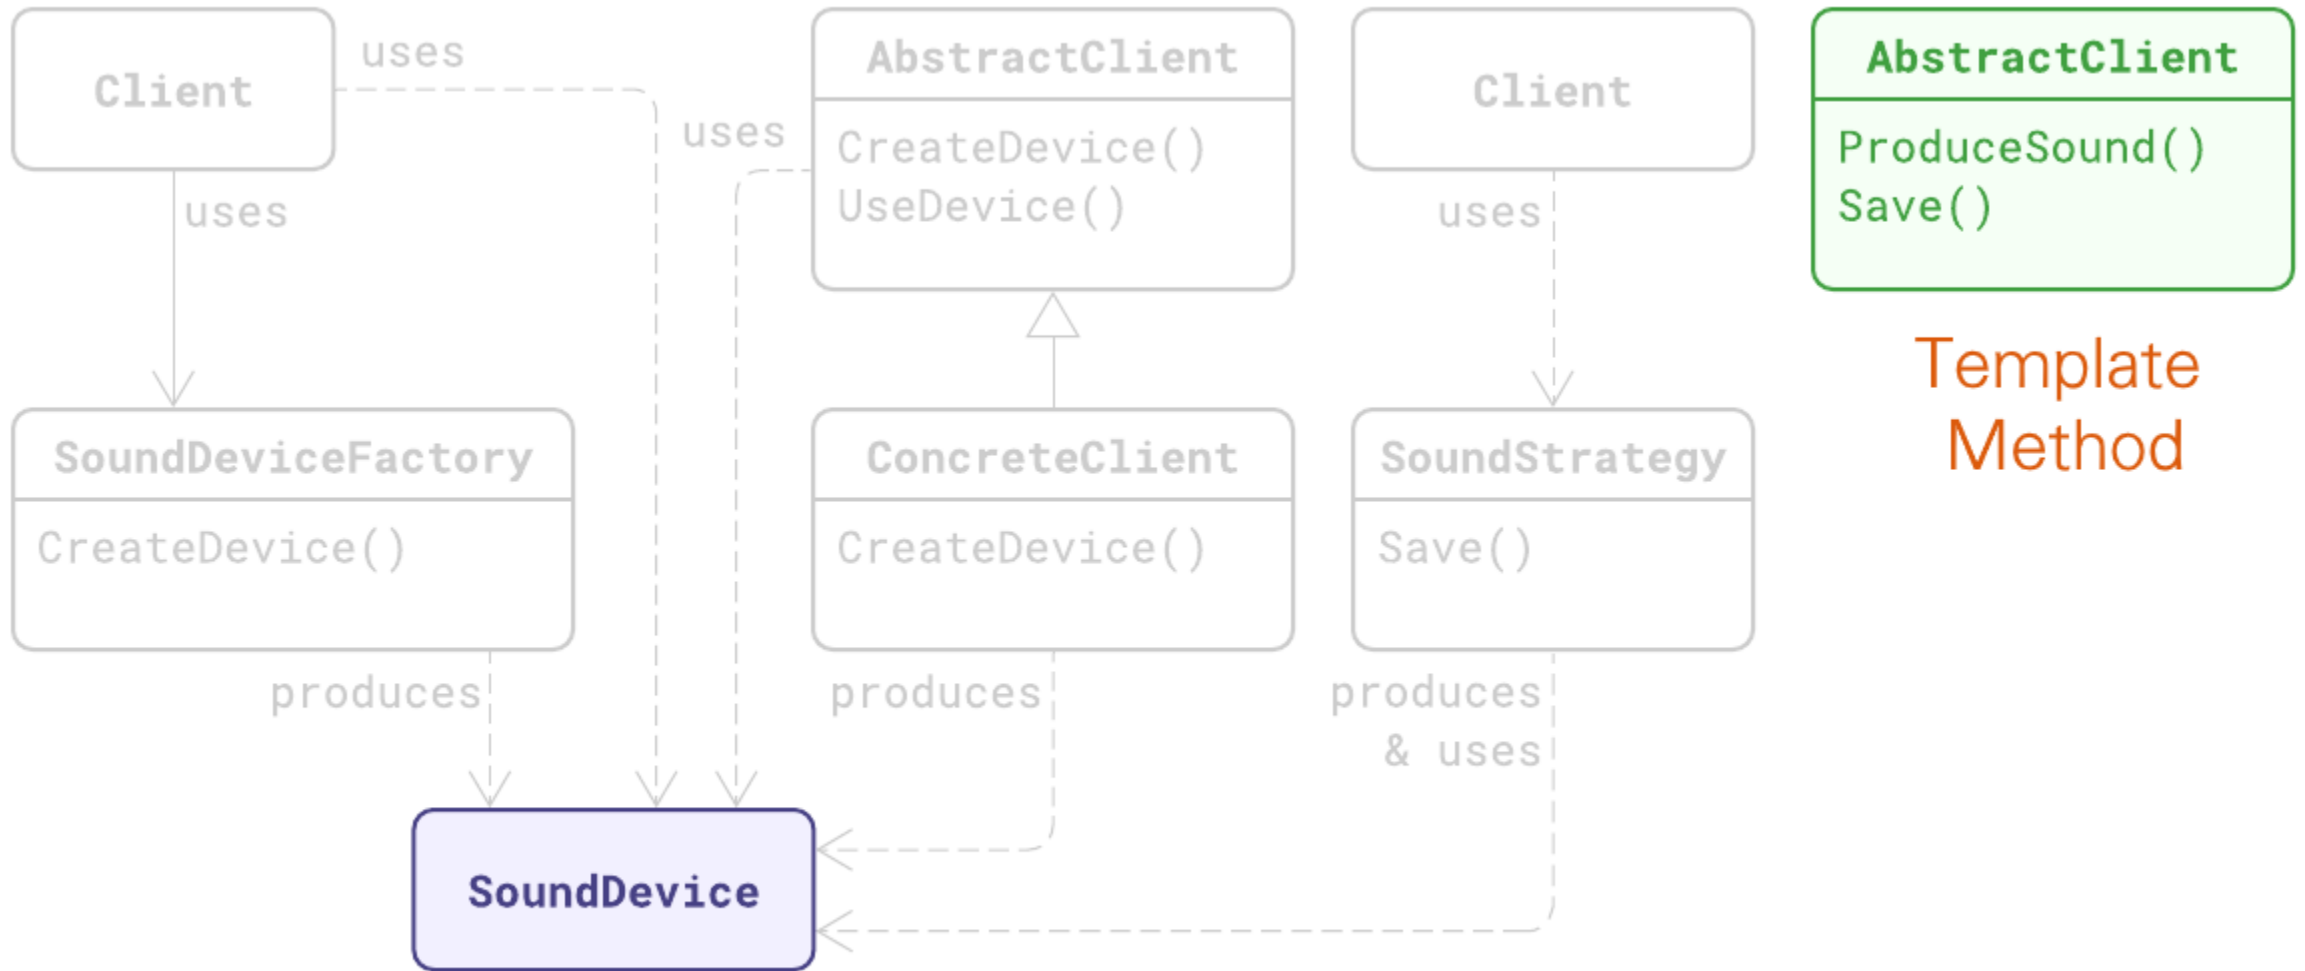 Client
uses
uses
AbstractClient
CreateDevice()
UseDevice()
uses
Client
uses
AbstractClient
ProduceSound()
Save()
Template
Method
SoundDeviceFactory
CreateDevice()
produces
ConcreteClient
CreateDevice()
produces
SoundStrategy
Save()
produces
& uses
SoundDevice